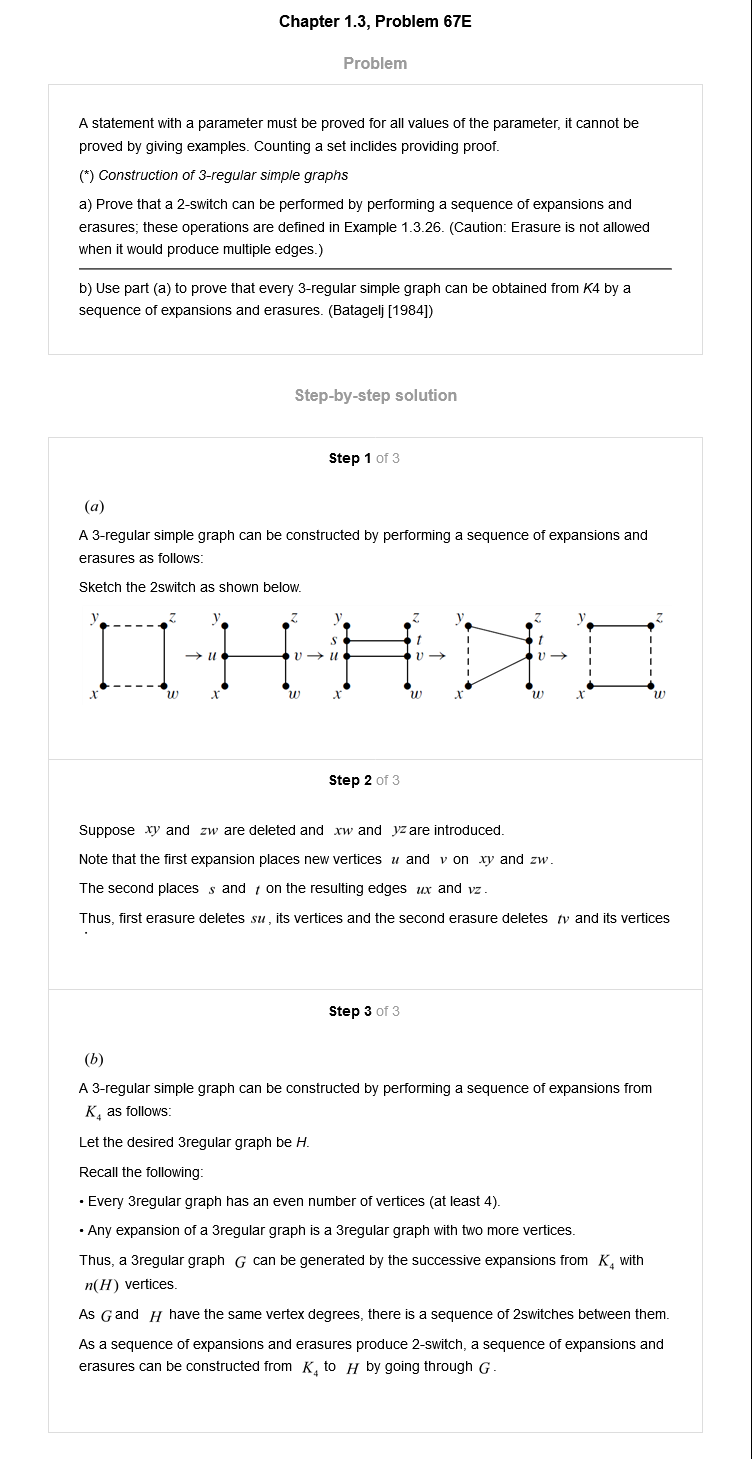 Chapter 1.3, Problem 67E
Problem
A statement with a parameter must be proved for all values of the parameter, it cannot be
proved by giving examples. Counting a set inclides providing proof.
(*) Construction of 3-regular simple graphs
a) Prove that a 2-switch can be performed by performing a sequence of expansions and
erasures; these operations are defined in Example 1.3.26. (Caution: Erasure is not allowed
when it would produce multiple edges.)
b) Use part (a) to prove that every 3-regular simple graph can be obtained from K4 by a
sequence of expansions and erasures. (Batagelj [1984])
Step-by-step solution
Step 1 of 3
(a)
A 3-regular simple graph can be constructed by performing a sequence of expansions and
erasures as follows:
Sketch the 2switch as shown below.
y z y z y z y z y z
s t t
→ u v → u v → v →
x w x w x w x w x w
Step 2 of 3
Suppose xy and zw are deleted and xw and yz are introduced.
Note that the first expansion places new vertices u and v on xy and zw.
The second places s and t on the resulting edges ux and vz.
Thus, first erasure deletes su, its vertices and the second erasure deletes tv and its vertices
.
Step 3 of 3
(b)
A 3-regular simple graph can be constructed by performing a sequence of expansions from
K₄ as follows:
Let the desired 3regular graph be H.
Recall the following:
• Every 3regular graph has an even number of vertices (at least 4).
• Any expansion of a 3regular graph is a 3regular graph with two more vertices.
Thus, a 3regular graph G can be generated by the successive expansions from K₄ with
n(H) vertices.
As G and H have the same vertex degrees, there is a sequence of 2switches between them.
As a sequence of expansions and erasures produce 2-switch, a sequence of expansions and
erasures can be constructed from K₄ to H by going through G.